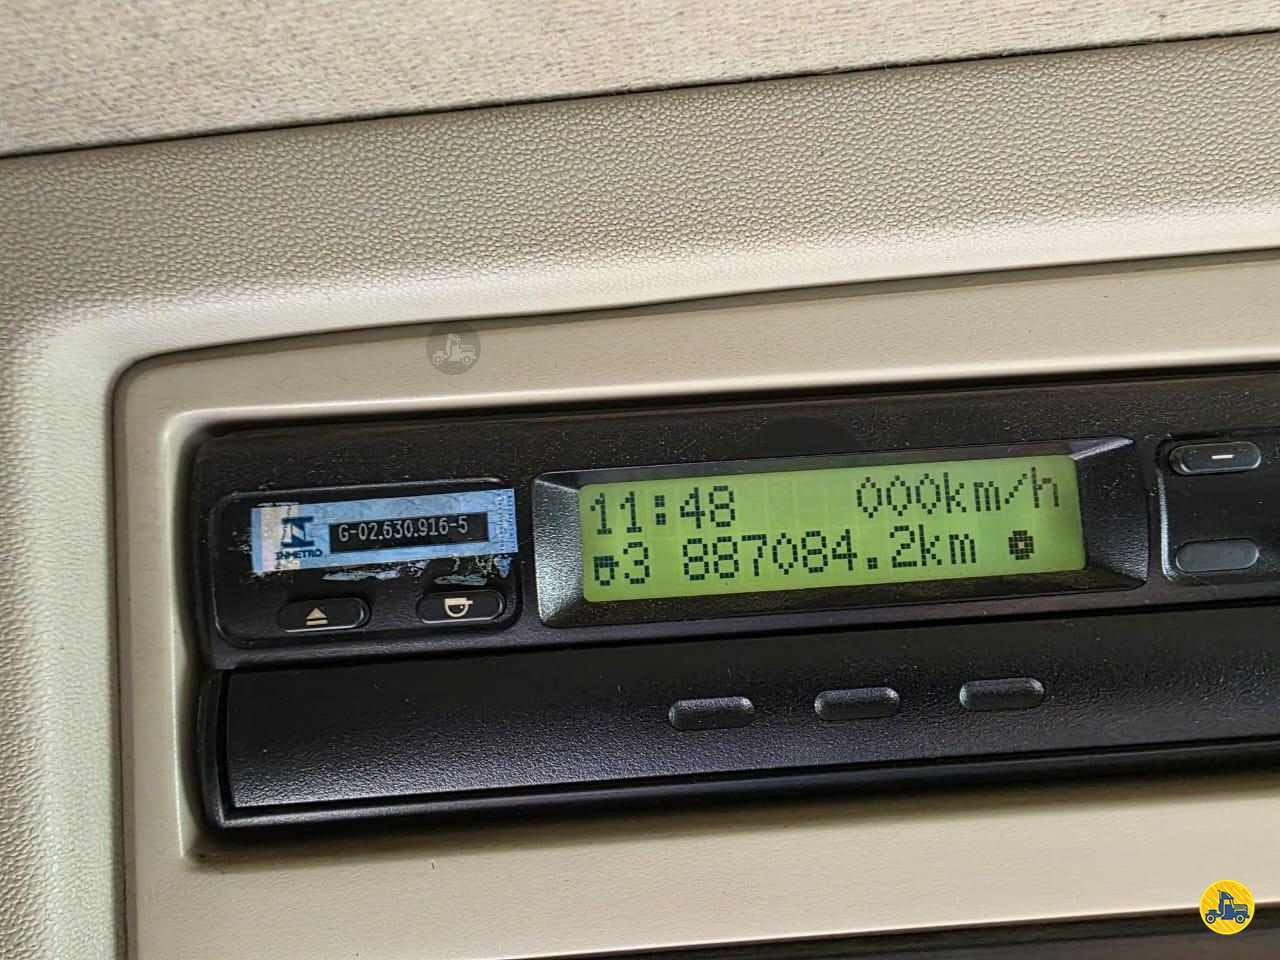 INMETRO
G-02.630.916-5
11:48 000km/h
3 887084.2km